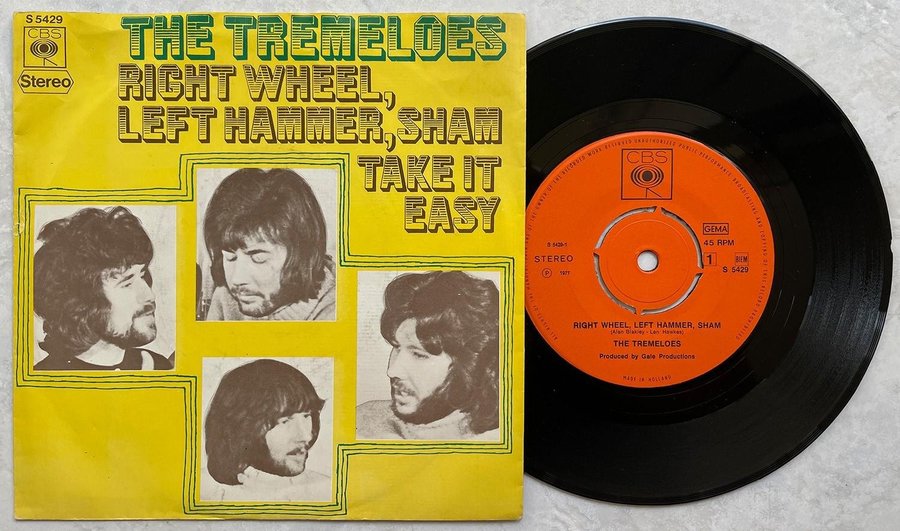 S 5429
CBS
Stereo
THE TREMELOES
RIGHT WHEEL,
LEFT HAMMER, SHAM
TAKE IT
EASY
CBS
GEMA
45 RPM
S 5429-1
STEREO
1
BIEM
P 1971
S 5429
RIGHT WHEEL, LEFT HAMMER, SHAM
(Alan Blakley - Len Hawkes)
THE TREMELOES
Produced by Gale Productions
MADE IN HOLLAND